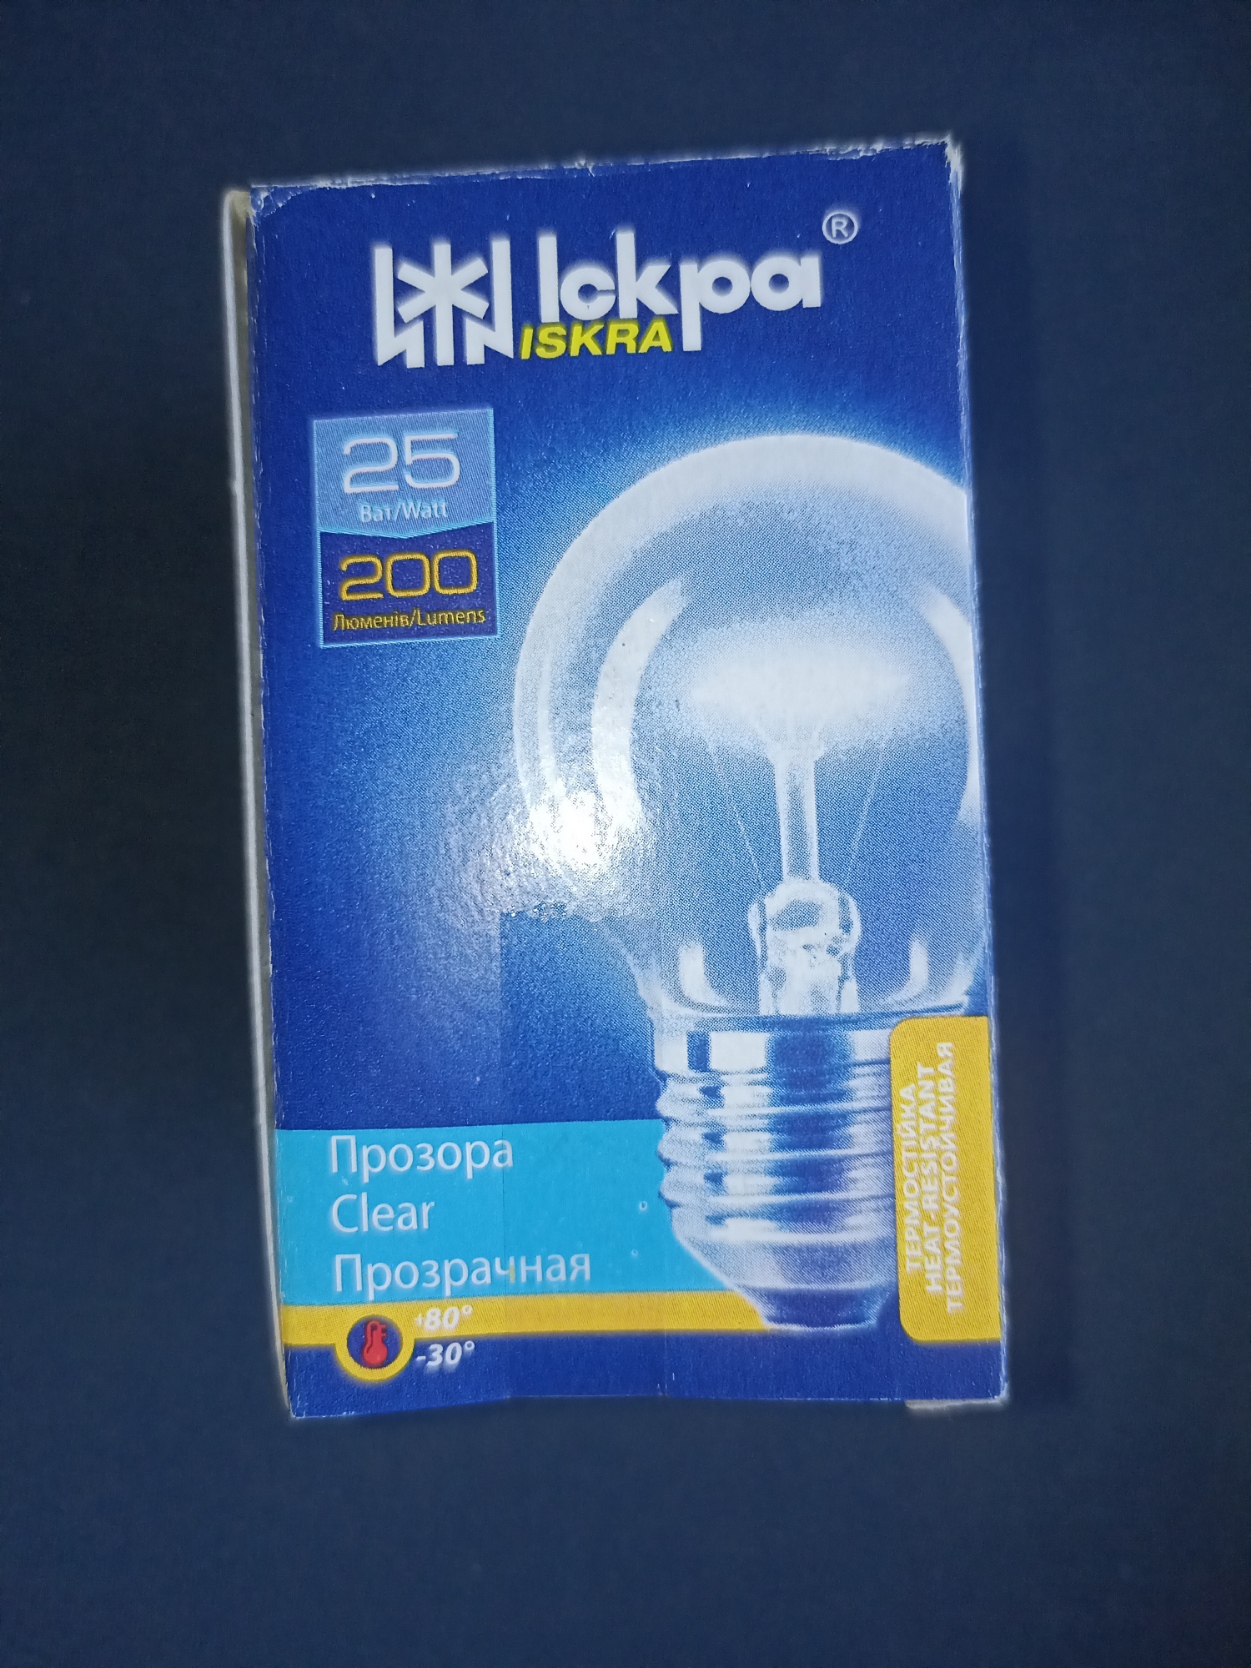 Іскра®
ISKRA
25
Ват/Watt
200
Люменів/Lumens
Прозора
Clear
Прозрачная
+80°
-30°
ТЕРМОСТІЙКА
HEAT-RESISTANT
ТЕРМОУСТОЙЧИВАЯ